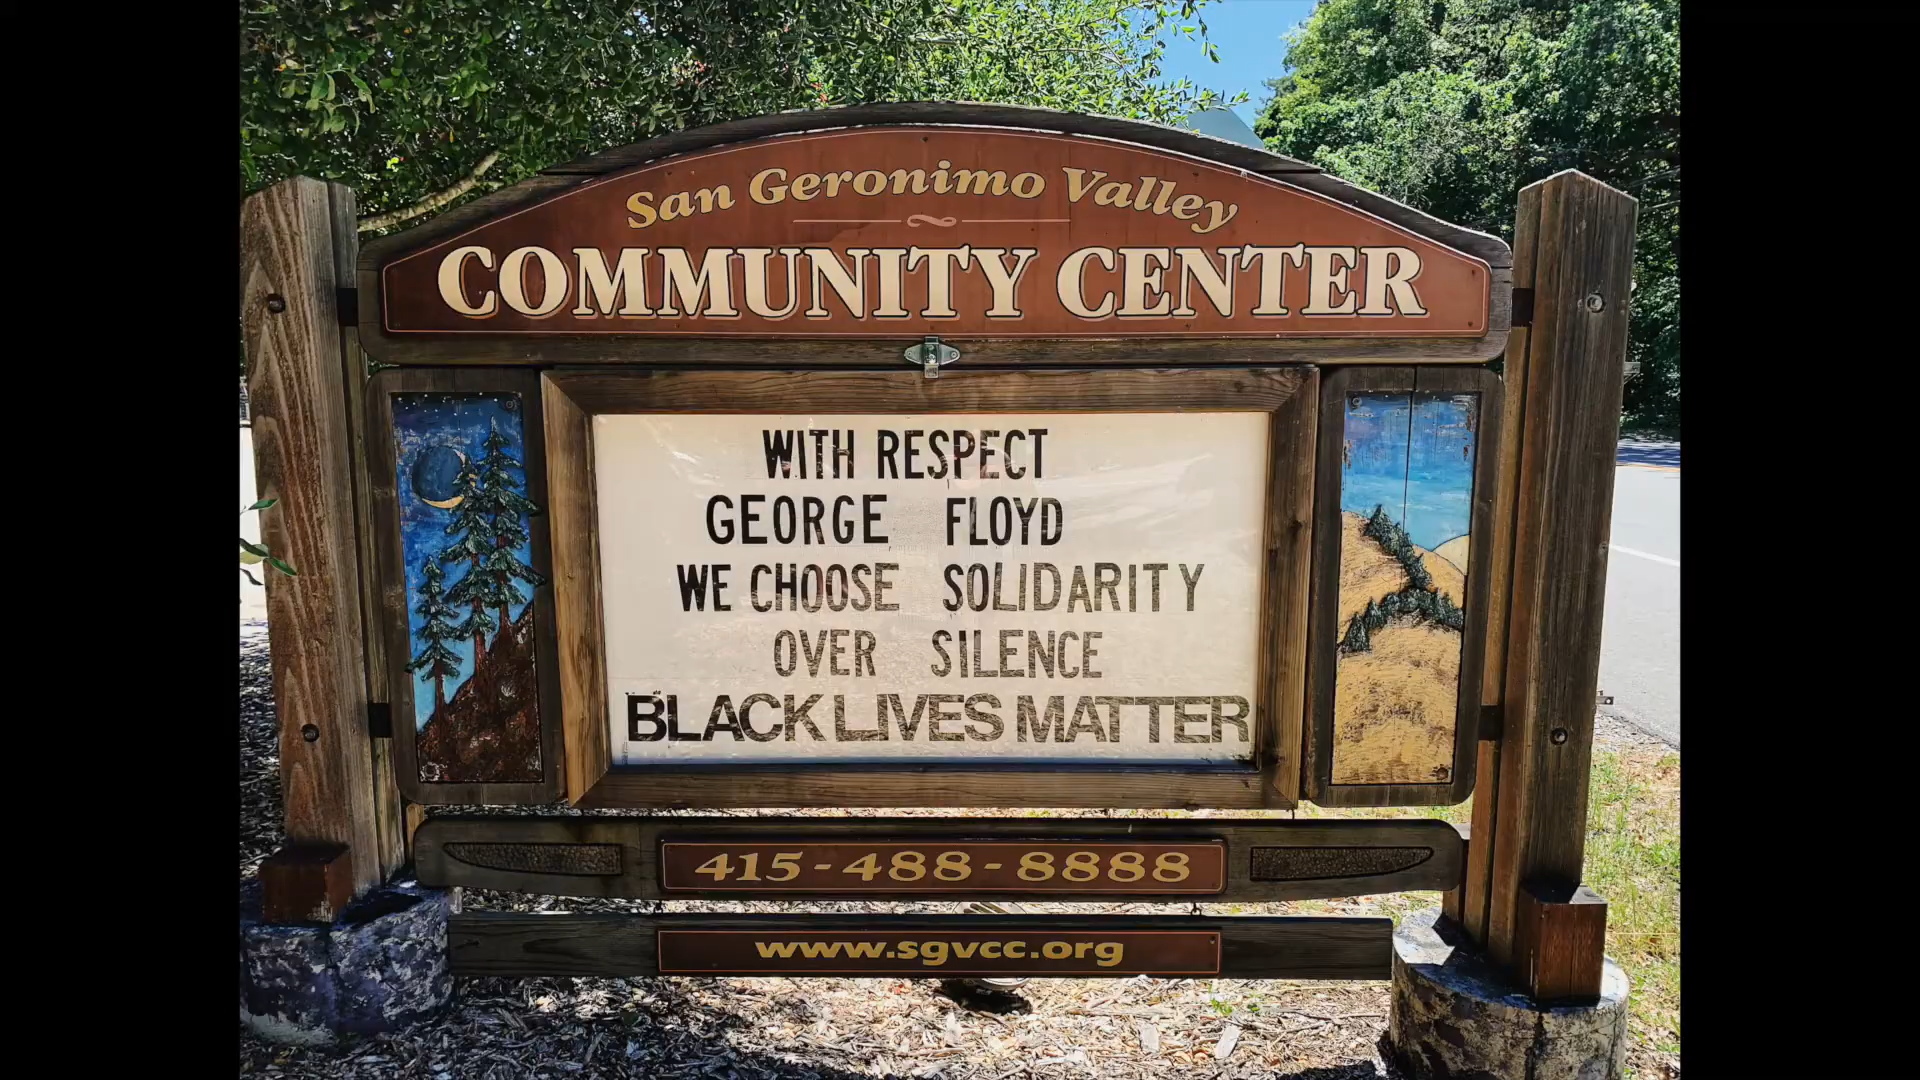 San Geronimo Valley
COMMUNITY CENTER
WITH RESPECT
GEORGE FLOYD
WE CHOOSE SOLIDARITY
OVER SILENCE
BLACK LIVES MATTER
415-488-8888
www.sgvcc.org